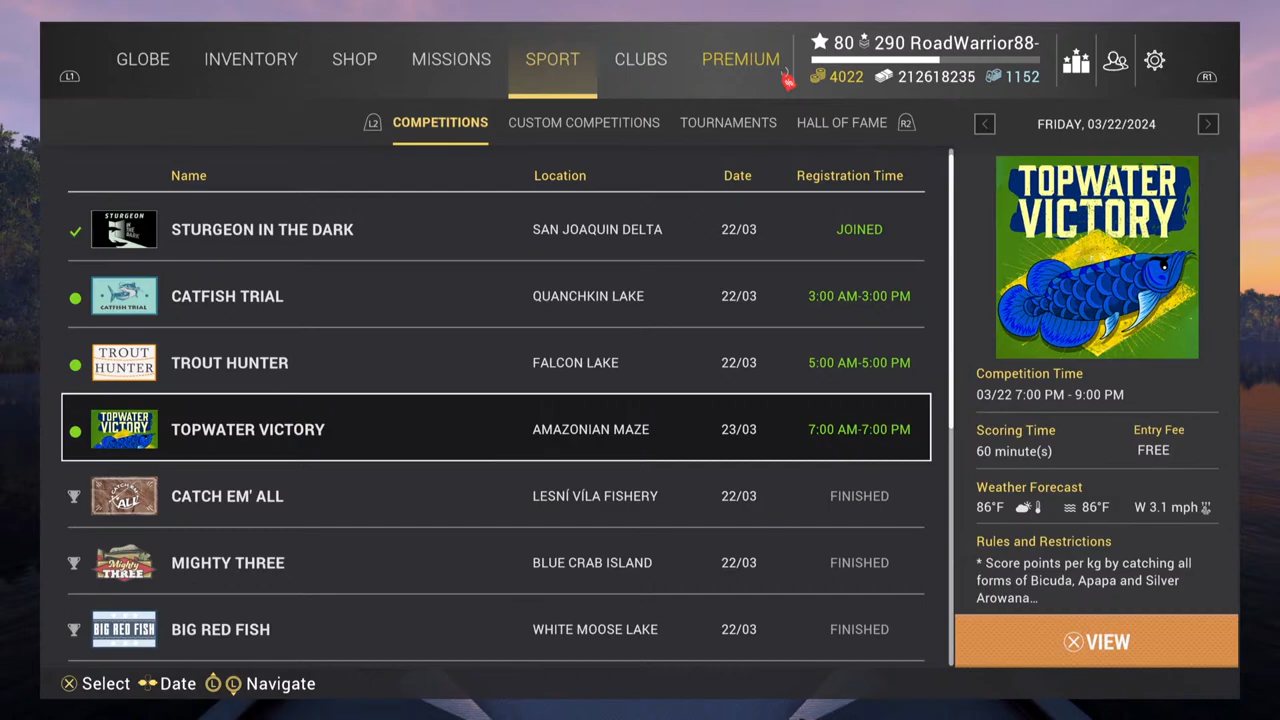 GLOBE INVENTORY SHOP MISSIONS SPORT CLUBS PREMIUM
80 290 RoadWarrior88-
4022 212618235 1152
L1 R1
L2 COMPETITIONS CUSTOM COMPETITIONS TOURNAMENTS HALL OF FAME R2
FRIDAY, 03/22/2024
Name Location Date Registration Time
STURGEON IN THE DARK
STURGEON IN THE DARK SAN JOAQUIN DELTA 22/03 JOINED
CATFISH TRIAL
CATFISH TRIAL QUANCHKIN LAKE 22/03 3:00 AM-3:00 PM
TROUT
HUNTER
TROUT HUNTER FALCON LAKE 22/03 5:00 AM-5:00 PM
TOPWATER
VICTORY
TOPWATER VICTORY AMAZONIAN MAZE 23/03 7:00 AM-7:00 PM
CATCH EM'
ALL
CATCH EM' ALL LESNÍ VÍLA FISHERY 22/03 FINISHED
Mighty
THREE
MIGHTY THREE BLUE CRAB ISLAND 22/03 FINISHED
BIG RED FISH
BIG RED FISH WHITE MOOSE LAKE 22/03 FINISHED
TOPWATER
VICTORY
Competition Time
03/22 7:00 PM - 9:00 PM
Scoring Time Entry Fee
60 minute(s) FREE
Weather Forecast
86°F 86°F W 3.1 mph
Rules and Restrictions
* Score points per kg by catching all
forms of Bicuda, Apapa and Silver
Arowana...
VIEW
Select Date L L Navigate